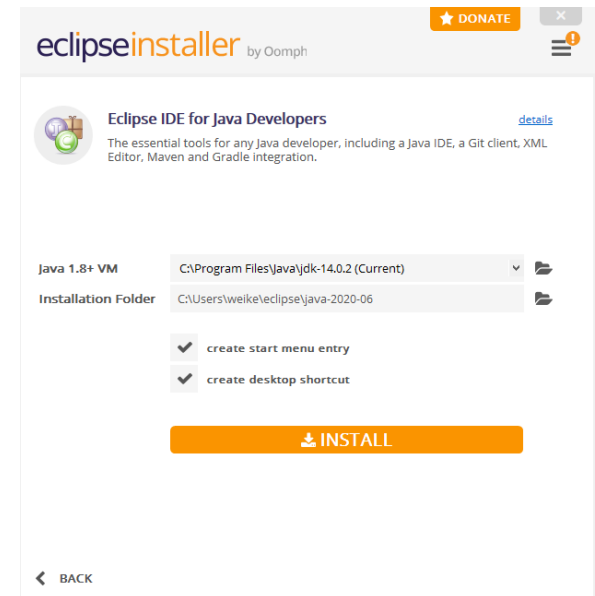 DONATE
eclipseinstaller by Oomph
Eclipse IDE for Java Developers
details
The essential tools for any Java developer, including a Java IDE, a Git client, XML
Editor, Maven and Gradle integration.
Java 1.8+ VM
C:\Program Files\Java\jdk-14.0.2 (Current)
Installation Folder
C:\Users\weike\eclipse\java-2020-06
create start menu entry
create desktop shortcut
INSTALL
BACK